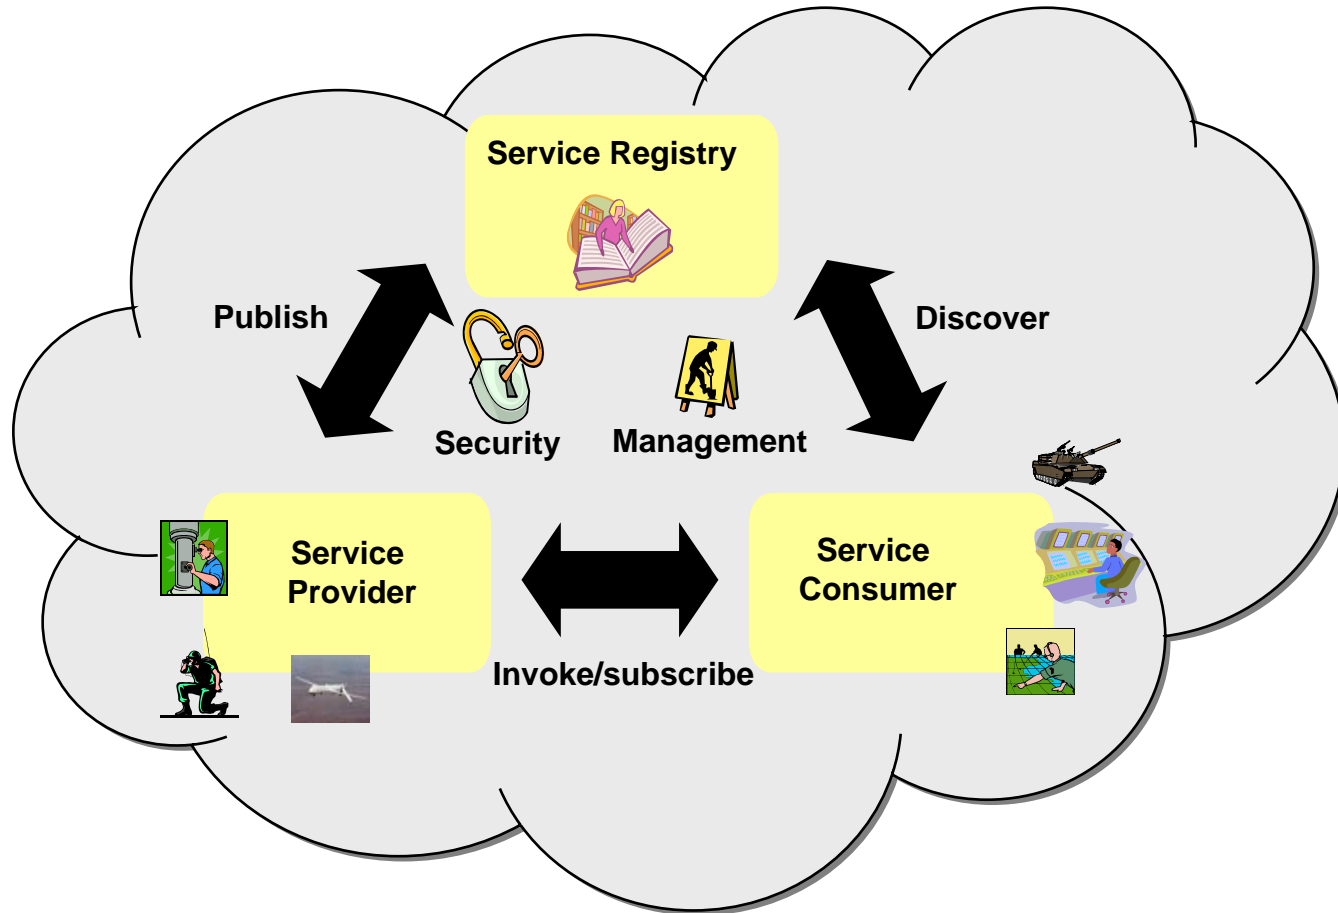 Service Registry
Publish
Discover
Security
Management
Service
Provider
Service
Consumer
Invoke/subscribe